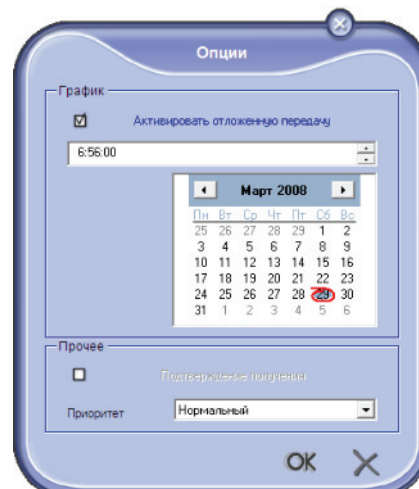 Опции
График
Активировать отложенную передачу
6:56:00
Март 2008
Пн Вт Ср Чт Пт Сб Вс
25 26 27 28 29 1 2
3 4 5 6 7 8 9
10 11 12 13 14 15 16
17 18 19 20 21 22 23
24 25 26 27 28 29 30
31 1 2 3 4 5 6
Прочее
Подтверждение получения
Приоритет Нормальный
OK